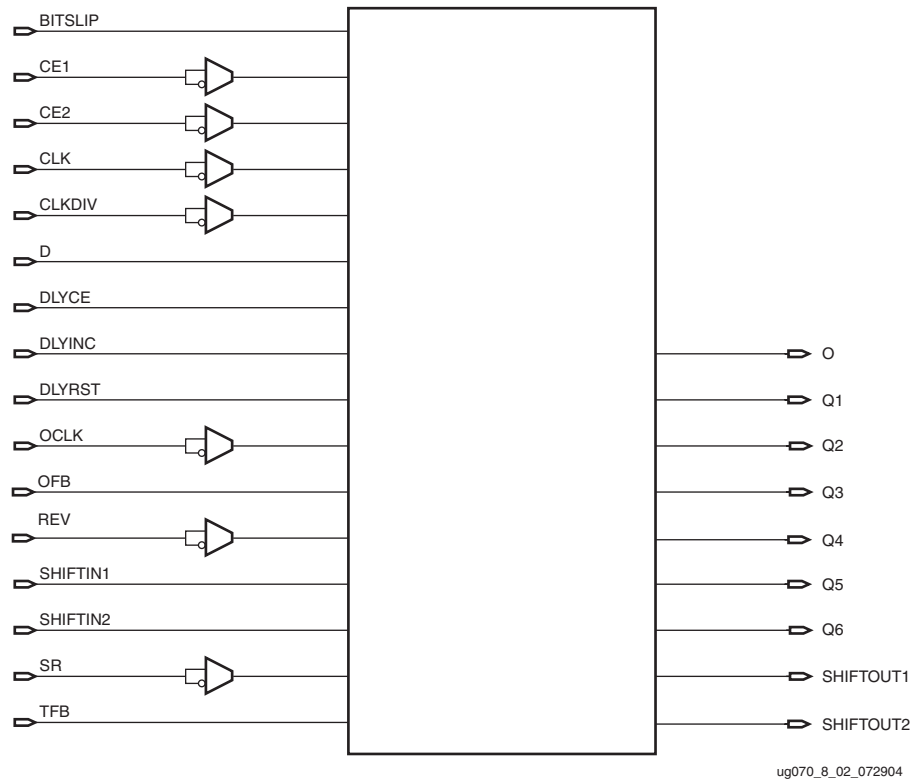 BITSLIP
CE1
CE2
CLK
CLKDIV
D
DLYCE
DLYINC
DLYRST
OCLK
OFB
REV
SHIFTIN1
SHIFTIN2
SR
TFB
O
Q1
Q2
Q3
Q4
Q5
Q6
SHIFTOUT1
SHIFTOUT2
ug070_8_02_072904